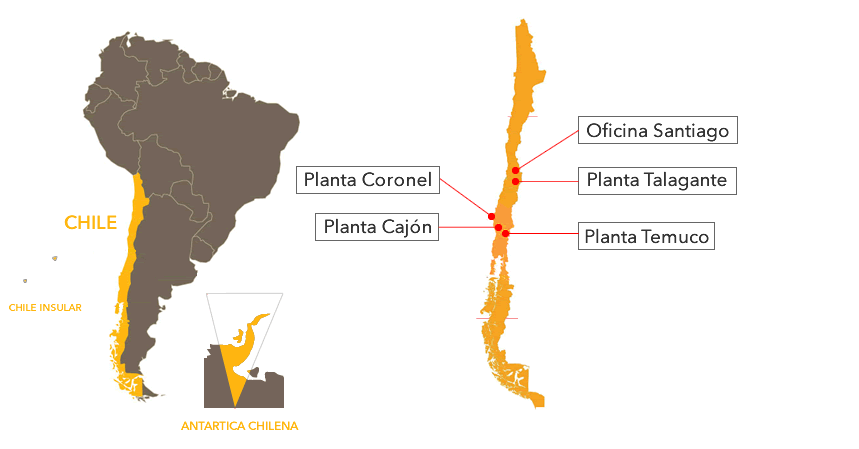 CHILE
CHILE INSULAR
ANTARTICA CHILENA
Planta Coronel
Planta Cajón
Oficina Santiago
Planta Talagante
Planta Temuco